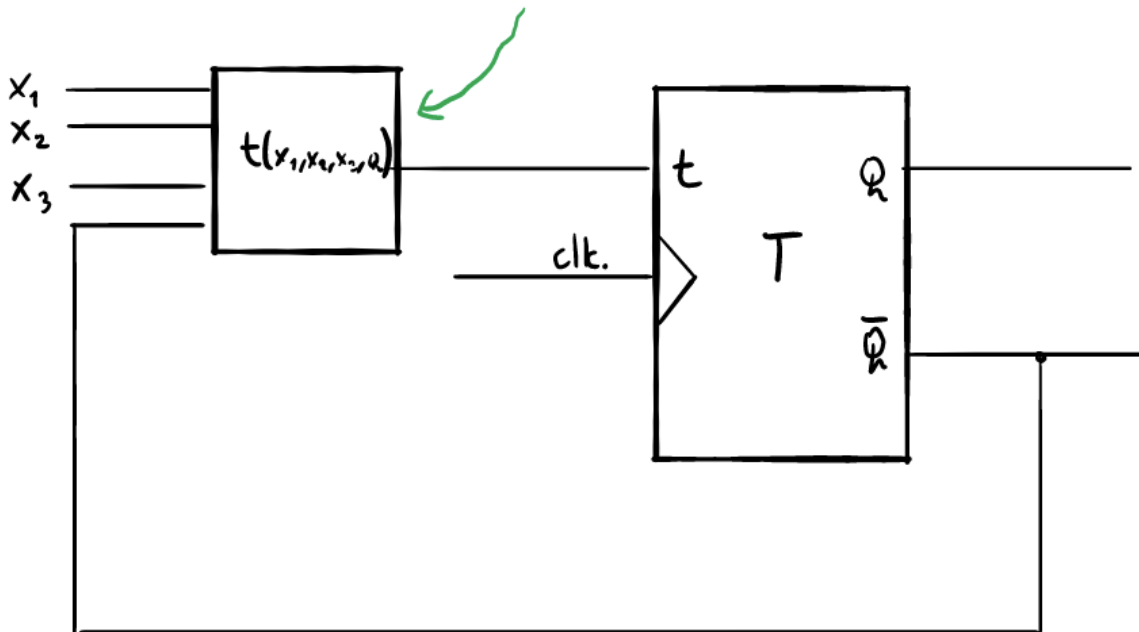 x₁
x₂
x₃
t(x₁,x₂,x₃,Q)
t
Q
clk.
T
Q̅